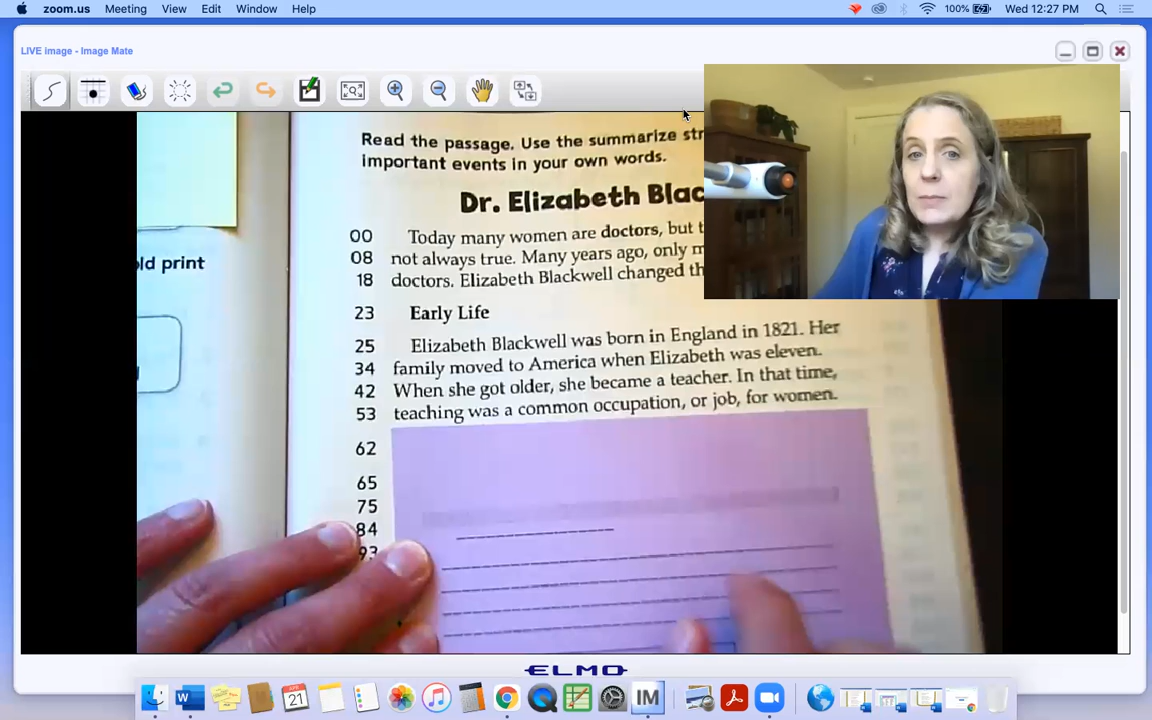 zoom.us Meeting View Edit Window Help 100% Wed 12:27 PM
LIVE image - Image Mate
Read the passage. Use the summarize
important events in your own words.
Dr. Elizabeth
00 Today many women are doctors, but
08 not always true. Many years ago, only
18 doctors. Elizabeth Blackwell changed
23 Early Life
25 Elizabeth Blackwell was born in England in 1821. Her
34 family moved to America when Elizabeth was eleven.
42 When she got older, she became a teacher. In that time,
53 teaching was a common occupation, or job, for women.
62
65
75
84
93
print
ELMO
21
IM